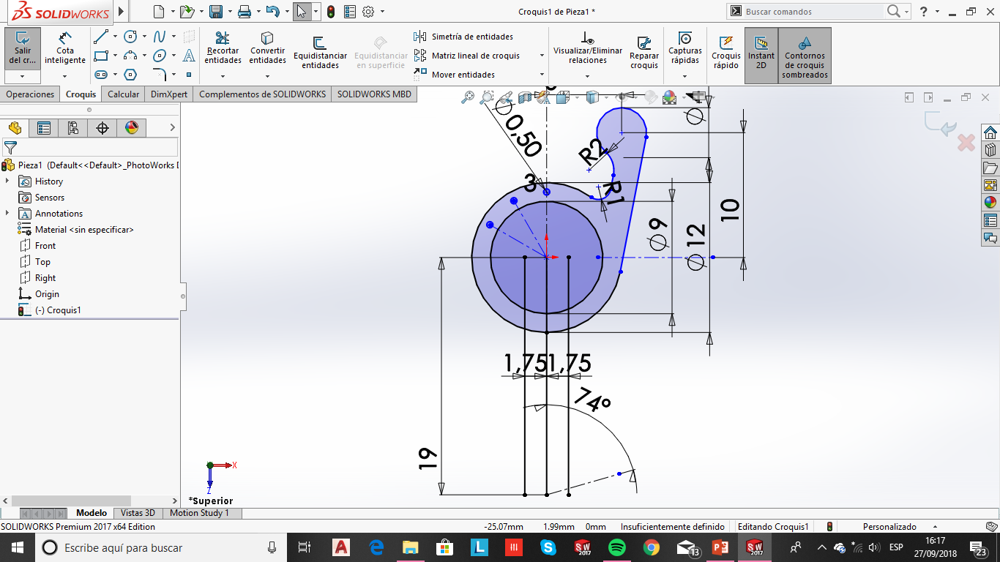 SOLIDWORKS
Croquis1 de Pieza1 *
Buscar comandos
Salir del cr...
Cota inteligente
Recortar entidades
Convertir entidades
Equidistanciar entidades
Equidistanciar en superficie
Simetría de entidades
Matriz lineal de croquis
Mover entidades
Visualizar/Eliminar relaciones
Reparar croquis
Capturas rápidas
Croquis rápido
Instant 2D
Contornos de croquis sombreados
Operaciones
Croquis
Calcular
DimXpert
Complementos de SOLIDWORKS
SOLIDWORKS MBD
Pieza1 (Default<<Default>_PhotoWorks D
History
Sensors
Annotations
Material <sin especificar>
Front
Top
Right
Origin
(-) Croquis1
∅0,50
3
R2
R1
∅
∅9
∅12
10
1,75
1,75
74°
19
X
Z
*Superior
Modelo
Vistas 3D
Motion Study 1
SOLIDWORKS Premium 2017 x64 Edition
-25.07mm
1.99mm
0mm
Insuficientemente definido
Editando Croquis1
Personalizado
Escribe aquí para buscar
SW 2017
13
SW 2017
ESP
16:17
27/09/2018
23